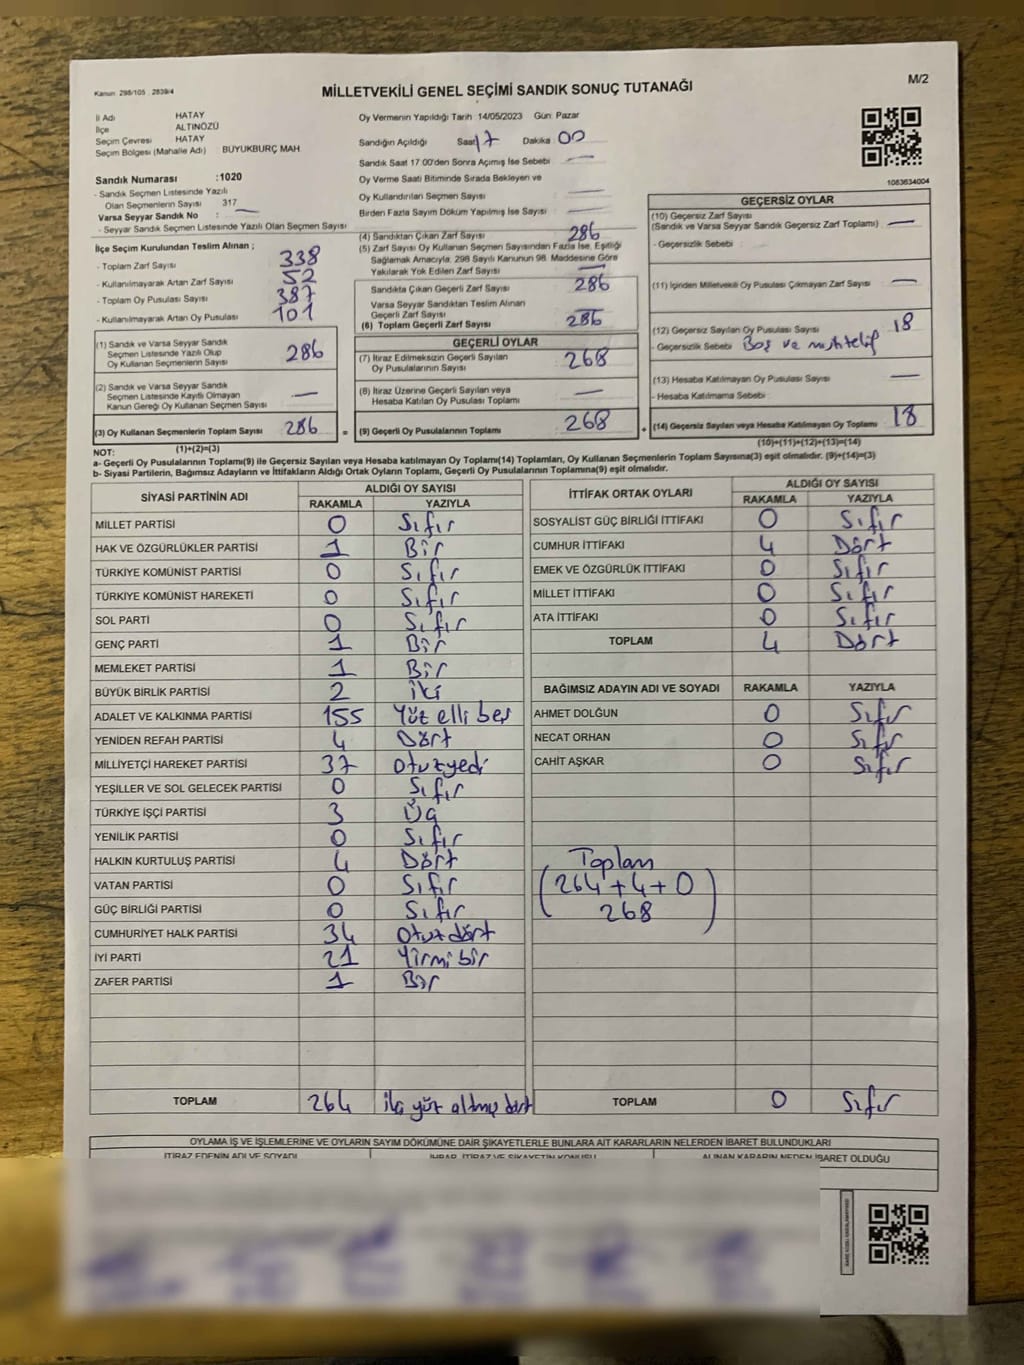 Kanun: 298/105 : 2839/4
MİLLETVEKİLİ GENEL SEÇİMİ SANDIK SONUÇ TUTANAĞI
M/2
İl Adı HATAY
İlçe ALTINÖZÜ
Seçim Çevresi HATAY
Seçim Bölgesi (Mahalle Adı) : BÜYÜKBURÇ MAH.
Sandık Numarası :1020
- Sandık Seçmen Listesinde Yazılı
Olan Seçmenlerin Sayısı 317
Varsa Seyyar Sandık No : —
- Seyyar Sandık Seçmen Listesinde Yazılı Olan Seçmen Sayısı
Oy Vermenin Yapıldığı Tarih 14/05/2023 Gün: Pazar
Sandığın Açıldığı Saat 17 Dakika 00
Sandık Saat 17 00'den Sonra Açımış İse Sebebi —
Oy Verme Saati Bitiminde Sırada Bekleyen ve
Oy Kullandırılan Seçmen Sayısı —
Birden Fazla Sayım Döküm Yapılmış İse Sayısı —
1083634004
İlçe Seçim Kurulundan Teslim Alınan ;
- Toplam Zarf Sayısı 338
- Kullanılmayarak Artan Zarf Sayısı 52
- Toplam Oy Pusulası Sayısı 387
- Kullanılmayarak Artan Oy Pusulası 101
(4) Sandıktan Çıkan Zarf Sayısı 286
(5) Zarf Sayısı Oy Kullanan Seçmen Sayısından Fazla İse, Eşitliği
Sağlamak Amacıyla, 298 Sayılı Kanunun 98. Maddesine Göre
Yakılarak Yok Edilen Zarf Sayısı —
Sandıkta Çıkan Geçerli Zarf Sayısı 286
Varsa Seyyar Sandıktan Teslim Alınan
Geçerli Zarf Sayısı —
(6) Toplam Geçerli Zarf Sayısı 286
GEÇERSİZ OYLAR
(10) Geçersiz Zarf Sayısı
(Sandık ve Varsa Seyyar Sandık Geçersiz Zarf Toplamı) —
- Geçersizlik Sebebi :
(11) İçinden Milletvekili Oy Pusulası Çıkmayan Zarf Sayısı —
(12) Geçersiz Sayılan Oy Pusulası Sayısı 18
- Geçersizlik Sebebi Boş ve muhtelif
(13) Hesaba Katılmayan Oy Pusulası Sayısı —
- Hesaba Katılmama Sebebi
(14) Geçersiz Sayılan veya Hesaba Katılmayan Oy Toplamı 18
(10)+(11)+(12)+(13)=(14)
(1) Sandık ve Varsa Seyyar Sandık
Seçmen Listesinde Yazılı Olup
Oy Kullanan Seçmenlerin Sayısı 286
(2) Sandık ve Varsa Seyyar Sandık
Seçmen Listesinde Kayıtlı Olmayan
Kanun Gereği Oy Kullanan Seçmen Sayısı —
(3) Oy Kullanan Seçmenlerin Toplam Sayısı 286 =
(1)+(2)=(3)
GEÇERLİ OYLAR
(7) İtiraz Edilmeksizin Geçerli Sayılan
Oy Pusulalarının Sayısı 268
(8) İtiraz Üzerine Geçerli Sayılan veya
Hesaba Katılan Oy Pusulası Toplamı —
(9) Geçerli Oy Pusulalarının Toplamı 268 +
NOT:
a- Geçerli Oy Pusulalarının Toplamı(9) ile Geçersiz Sayılan veya Hesaba katılmayan Oy Toplamı(14) Toplamları, Oy Kullanan Seçmenlerin Toplam Sayısına(3) eşit olmalıdır. (9)+(14)=(3)
b- Siyasi Partilerin, Bağımsız Adayların ve İttifakların Aldığı Ortak Oyların Toplamı, Geçerli Oy Pusulalarının Toplamına(9) eşit olmalıdır.
SİYASİ PARTİNİN ADI ALDIĞI OY SAYISI
RAKAMLA YAZIYLA
MİLLET PARTİSİ 0 Sıfır
HAK VE ÖZGÜRLÜKLER PARTİSİ 1 Bir
TÜRKİYE KOMÜNİST PARTİSİ 0 Sıfır
TÜRKİYE KOMÜNİST HAREKETİ 0 Sıfır
SOL PARTİ 0 Sıfır
GENÇ PARTİ 1 Bir
MEMLEKET PARTİSİ 1 Bir
BÜYÜK BİRLİK PARTİSİ 2 İki
ADALET VE KALKINMA PARTİSİ 155 Yüz elli beş
YENİDEN REFAH PARTİSİ 4 Dört
MİLLİYETÇİ HAREKET PARTİSİ 37 Otuzyedi
YEŞİLLER VE SOL GELECEK PARTİSİ 0 Sıfır
TÜRKİYE İŞÇİ PARTİSİ 3 Üç
YENİLİK PARTİSİ 0 Sıfır
HALKIN KURTULUŞ PARTİSİ 4 Dört
VATAN PARTİSİ 0 Sıfır
GÜÇ BİRLİĞİ PARTİSİ 0 Sıfır
CUMHURİYET HALK PARTİSİ 34 Otuz dört
İYİ PARTİ 21 Yirmi bir
ZAFER PARTİSİ 1 Bir
TOPLAM 264 iki yüz altmış dört
İTTİFAK ORTAK OYLARI ALDIĞI OY SAYISI
RAKAMLA YAZIYLA
SOSYALİST GÜÇ BİRLİĞİ İTTİFAKI 0 Sıfır
CUMHUR İTTİFAKI 4 Dört
EMEK VE ÖZGÜRLÜK İTTİFAKI 0 Sıfır
MİLLET İTTİFAKI 0 Sıfır
ATA İTTİFAKI 0 Sıfır
TOPLAM 4 Dört
BAĞIMSIZ ADAYIN ADI VE SOYADI RAKAMLA YAZIYLA
AHMET DOLĞUN 0 Sıfır
NECAT ORHAN 0 Sıfır
CAHİT AŞKAR 0 Sıfır
Toplam
(264+4+0)
268
TOPLAM 0 Sıfır
OYLAMA İŞ VE İŞLEMLERİNE VE OYLARIN SAYIM DÖKÜMÜNE DAİR ŞİKAYETLERLE BUNLARA AİT KARARLARIN NELERDEN İBARET BULUNDUKLARI
İTİRAZ EDENİN ADI VE SOYADI İHBAR, İTİRAZ VE ŞİKAYETİN KONUSU ALINAN KARARIN NEDEN İBARET OLDUĞU